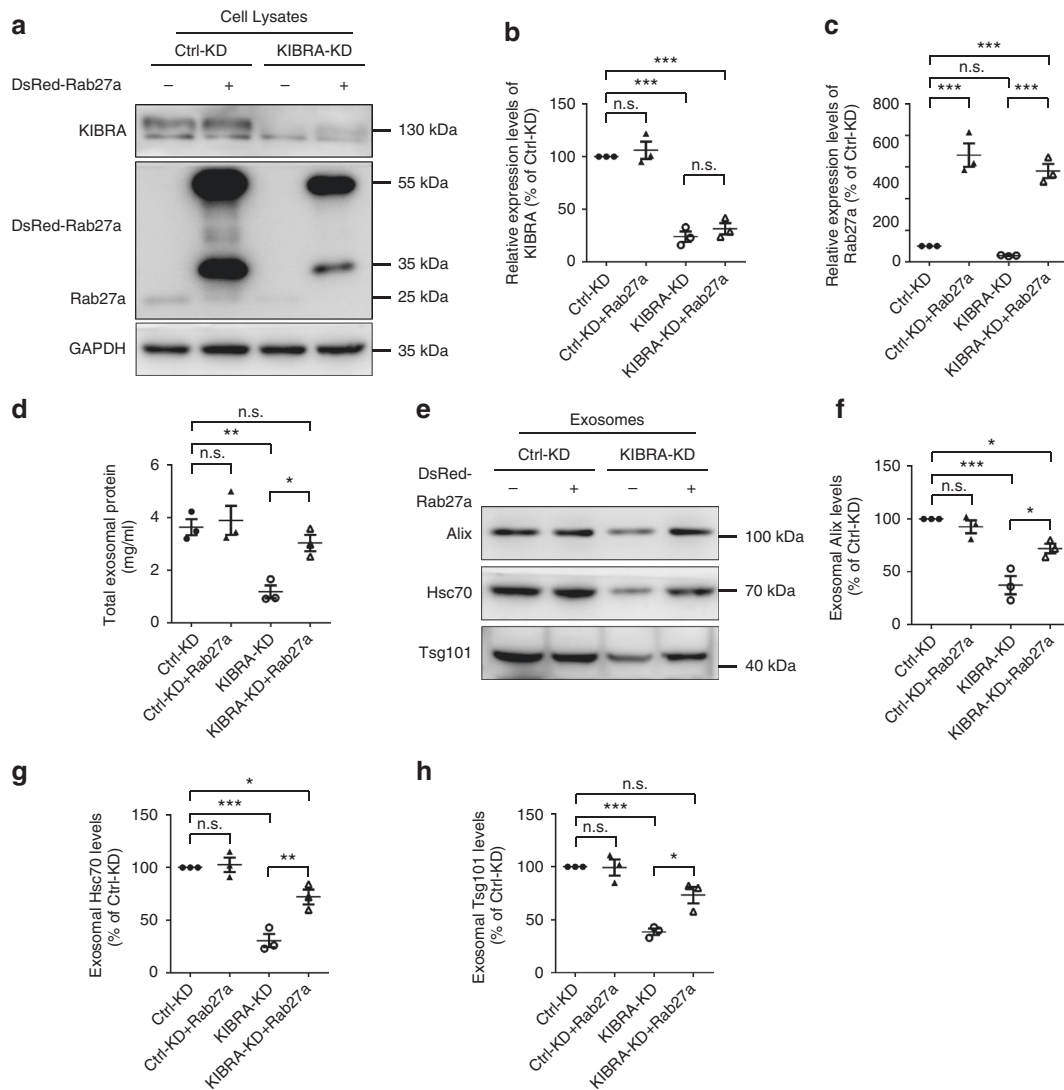 a
Cell Lysates
Ctrl-KD KIBRA-KD
DsRed-Rab27a – + – +
KIBRA 130 kDa
55 kDa
DsRed-Rab27a
35 kDa
Rab27a 25 kDa
GAPDH 35 kDa
b
Relative expression levels of
KIBRA (% of Ctrl-KD)
150
100
50
0
***
***
n.s.
n.s.
Ctrl-KD
Ctrl-KD+Rab27a
KIBRA-KD
KIBRA-KD+Rab27a
c
Relative expression levels of
Rab27a (% of Ctrl-KD)
800
600
400
200
0
***
n.s.
*** ***
Ctrl-KD
Ctrl-KD+Rab27a
KIBRA-KD
KIBRA-KD+Rab27a
d
Total exosomal protein
(mg/ml)
6
4
2
0
n.s.
**
n.s.
*
Ctrl-KD
Ctrl-KD+Rab27a
KIBRA-KD
KIBRA-KD+Rab27a
e
Exosomes
Ctrl-KD KIBRA-KD
DsRed-
Rab27a – + – +
Alix 100 kDa
Hsc70 70 kDa
Tsg101 40 kDa
f
Exosomal Alix levels
(% of Ctrl-KD)
150
100
50
0
*
***
n.s.
*
Ctrl-KD
Ctrl-KD+Rab27a
KIBRA-KD
KIBRA-KD+Rab27a
g
Exosomal Hsc70 levels
(% of Ctrl-KD)
150
100
50
0
*
***
n.s.
**
Ctrl-KD
Ctrl-KD+Rab27a
KIBRA-KD
KIBRA-KD+Rab27a
h
Exosomal Tsg101 levels
(% of Ctrl-KD)
150
100
50
0
n.s.
***
n.s.
*
Ctrl-KD
Ctrl-KD+Rab27a
KIBRA-KD
KIBRA-KD+Rab27a